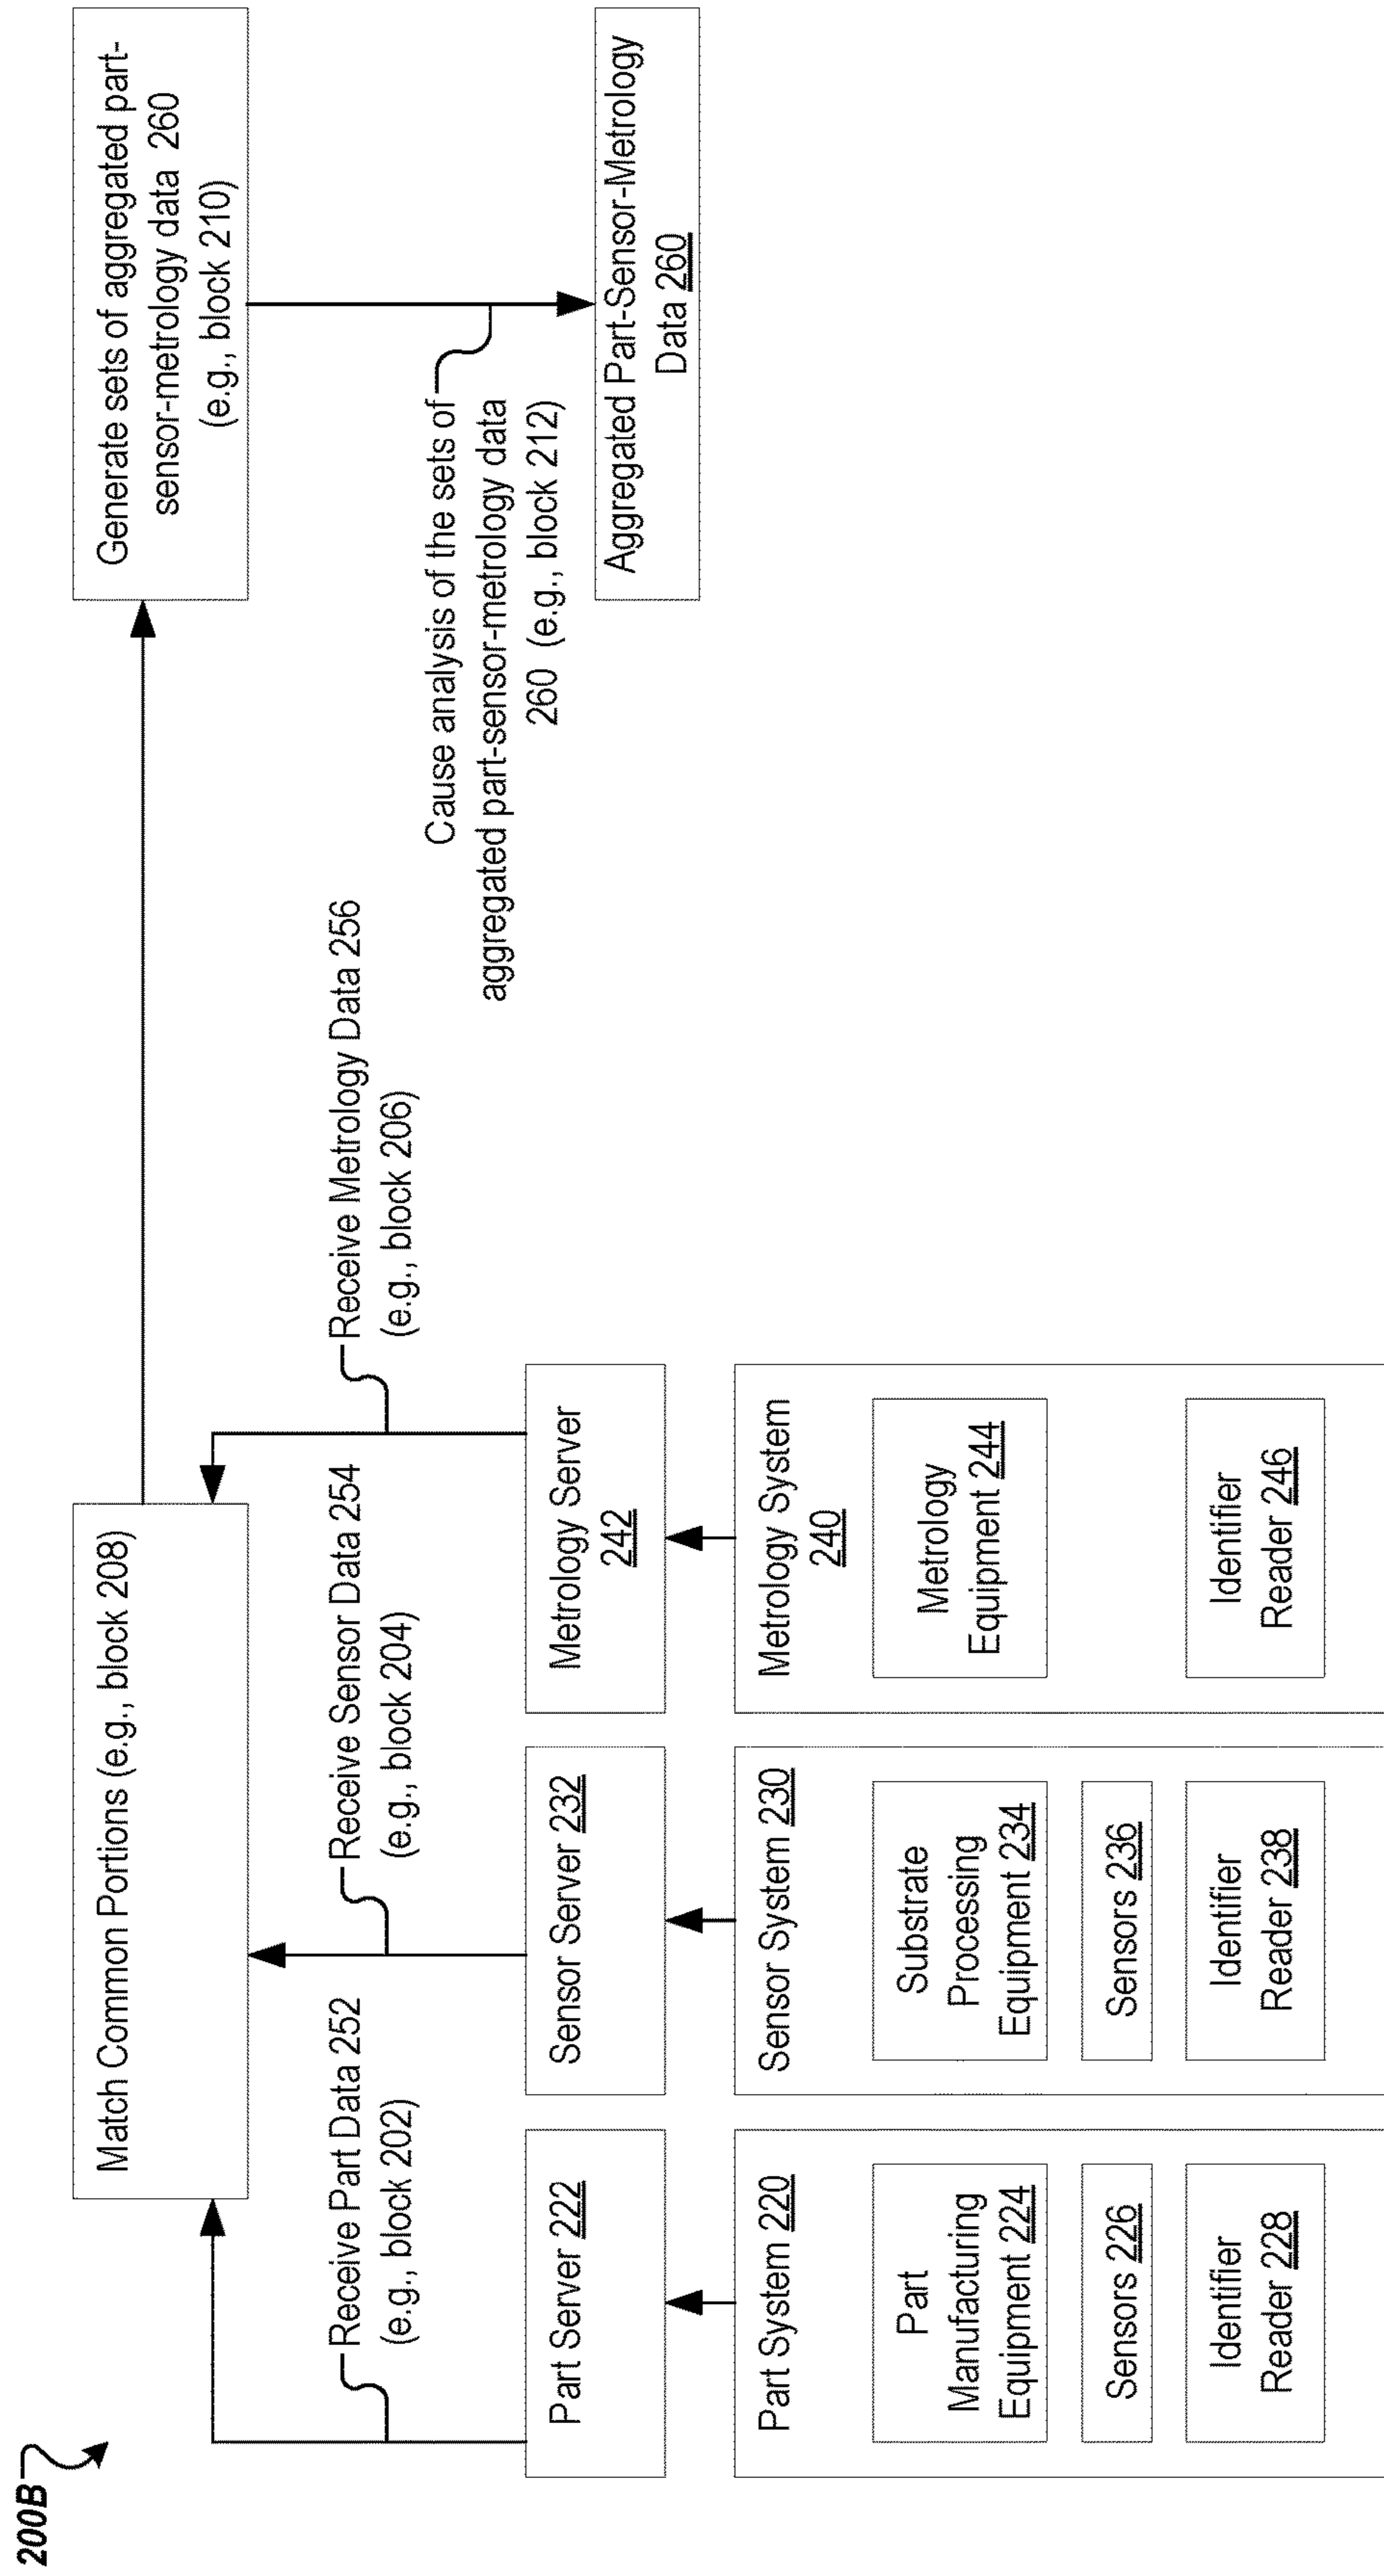 200B
Match Common Portions (e.g., block 208)
Generate sets of aggregated part-
sensor-metrology data 260
(e.g., block 210)
Receive Part Data 252
(e.g., block 202)
Receive Sensor Data 254
(e.g., block 204)
Receive Metrology Data 256
(e.g., block 206)
Cause analysis of the sets of
aggregated part-sensor-metrology data
260 (e.g., block 212)
Part Server 222
Sensor Server 232
Metrology Server
242
Aggregated Part-Sensor-Metrology
Data 260
Part System 220
Part
Manufacturing
Equipment 224
Sensors 226
Identifier
Reader 228
Sensor System 230
Substrate
Processing
Equipment 234
Sensors 236
Identifier
Reader 238
Metrology System
240
Metrology
Equipment 244
Identifier
Reader 246